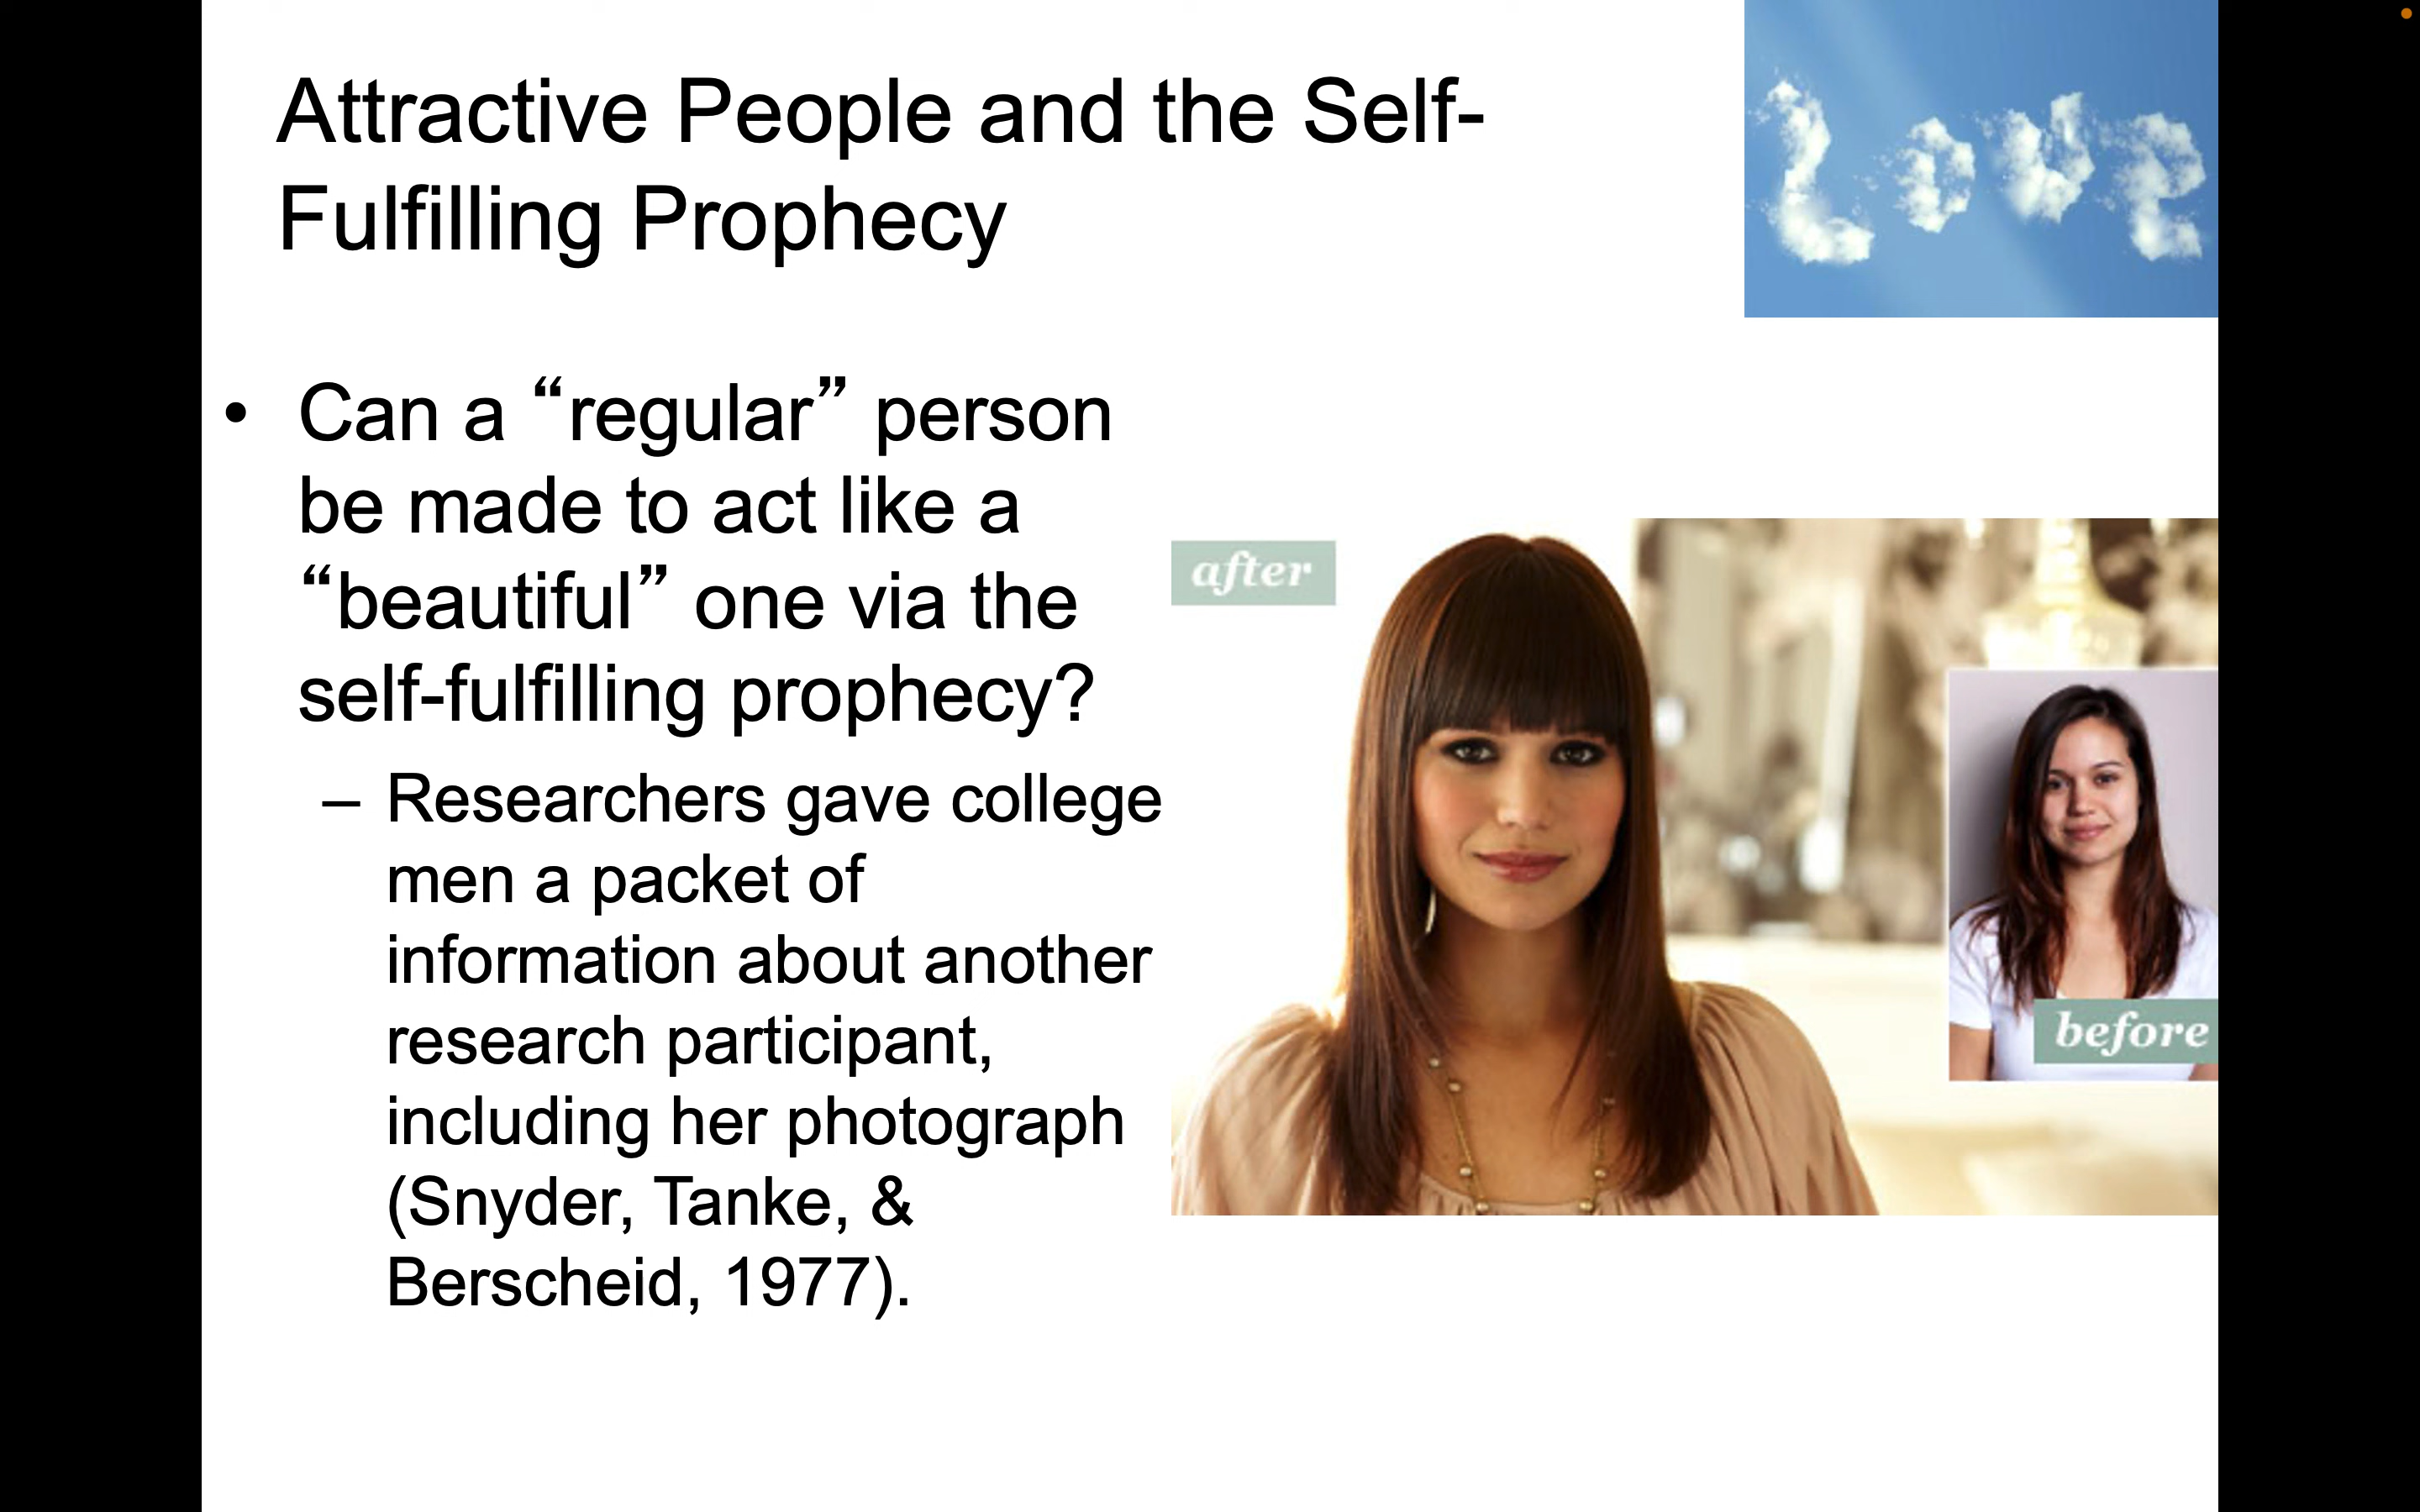 Attractive People and the Self-
Fulfilling Prophecy
Love
• Can a “regular” person
be made to act like a
“beautiful” one via the
self-fulfilling prophecy?
– Researchers gave college
men a packet of
information about another
research participant,
including her photograph
(Snyder, Tanke, &
Berscheid, 1977).
after
before